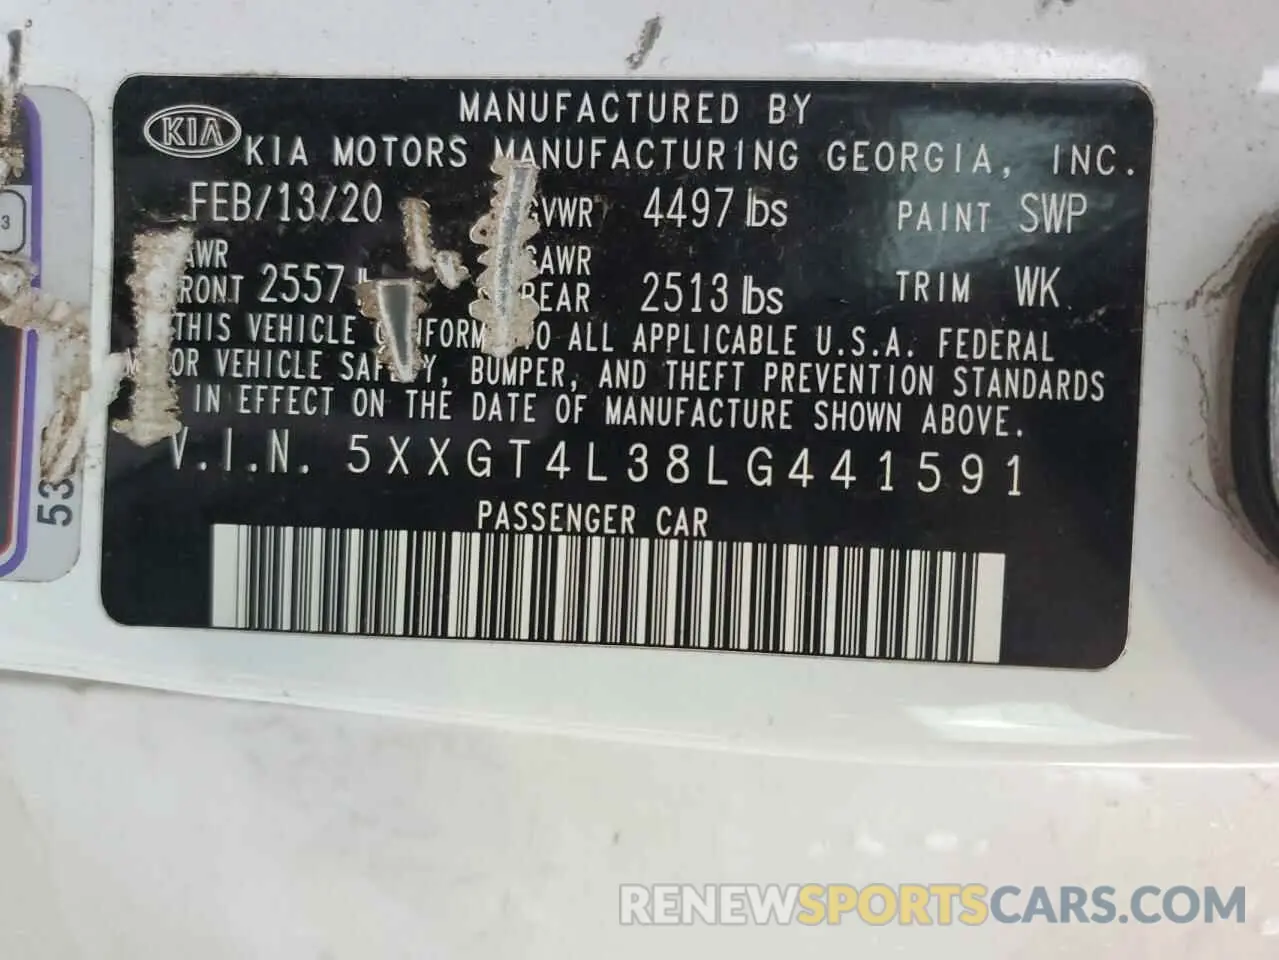 MANUFACTURED BY
KIA KIA MOTORS MANUFACTURING GEORGIA, INC.
FEB/13/20 GVWR 4497 lbs PAINT SWP
GAWR FRONT 2557 GAWR REAR 2513 lbs TRIM WK
THIS VEHICLE CONFORMS TO ALL APPLICABLE U.S.A. FEDERAL
MOTOR VEHICLE SAFETY, BUMPER, AND THEFT PREVENTION STANDARDS
IN EFFECT ON THE DATE OF MANUFACTURE SHOWN ABOVE.
V.I.N. 5XXGT4L38LG441591
PASSENGER CAR
3
53
RENEWSPORTSCARS.COM